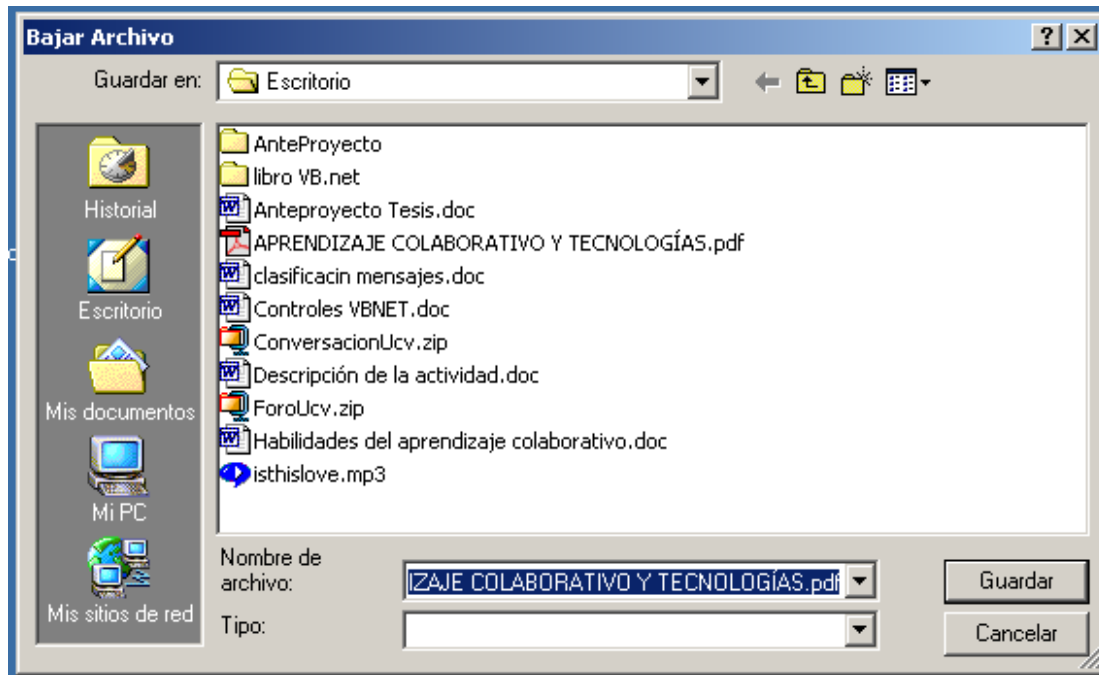 Bajar Archivo
Guardar en: Escritorio
Historial
Escritorio
Mis documentos
Mi PC
Mis sitios de red
AnteProyecto
libro VB.net
Anteproyecto Tesis.doc
APRENDIZAJE COLABORATIVO Y TECNOLOGÍAS.pdf
clasificacin mensajes.doc
Controles VBNET.doc
ConversacionUcv.zip
Descripción de la actividad.doc
ForoUcv.zip
Habilidades del aprendizaje colaborativo.doc
isthislove.mp3
Nombre de
archivo: IZAJE COLABORATIVO Y TECNOLOGÍAS.pdf
Guardar
Tipo:
Cancelar